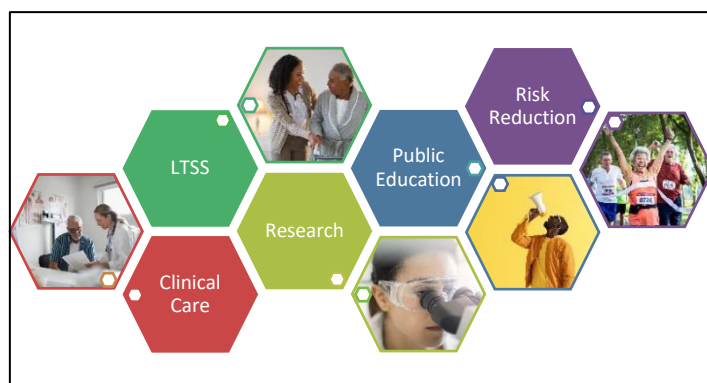 LTSS
Clinical
Care
Research
Public
Education
Risk
Reduction